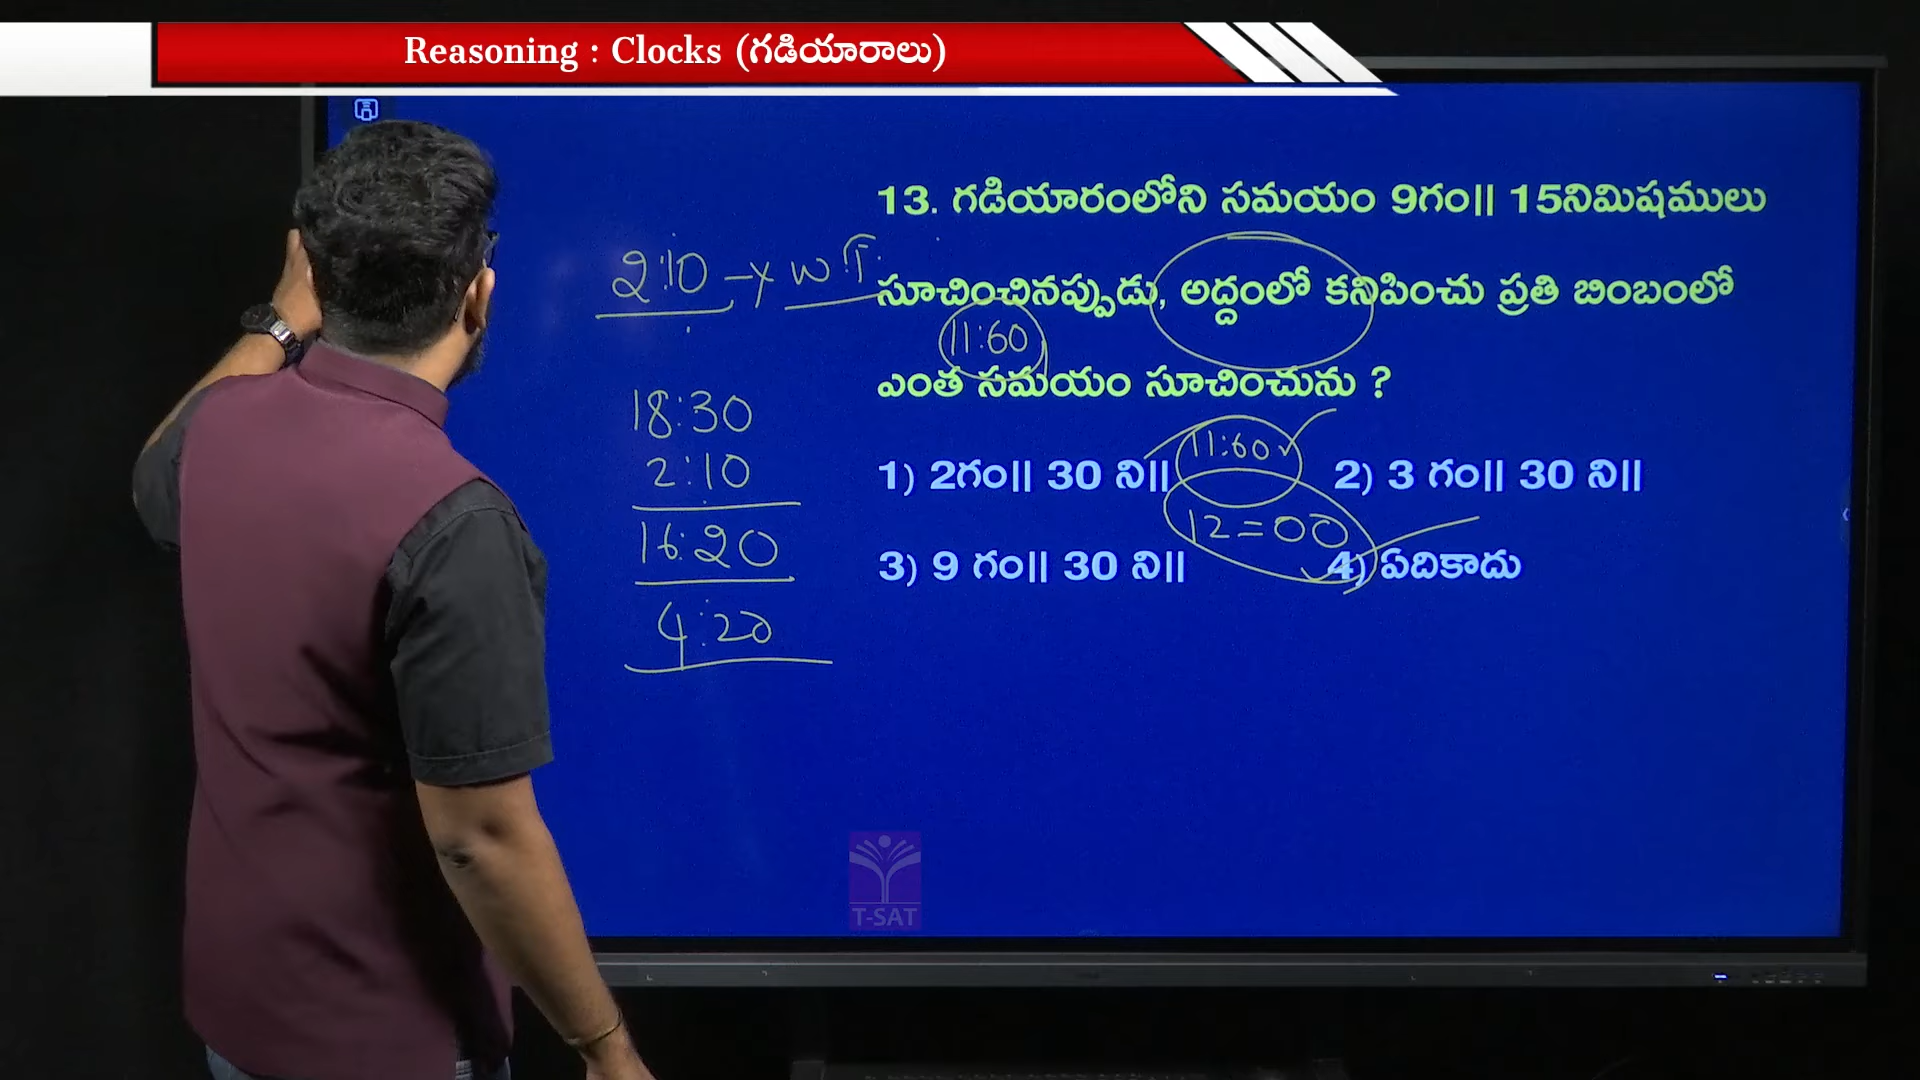 Reasoning : Clocks (గడియారాలు)
13. గడియారంలోని సమయం 9గం|| 15నిమిషములు
సూచించినప్పుడు, అద్దంలో కనిపించు ప్రతి బింబంలో
ఎంత సమయం సూచించును ?
1) 2గం|| 30 ని|| 2) 3 గం|| 30 ని||
3) 9 గం|| 30 ని|| 4) ఏదికాదు
2:10 → W.I.
11:60
18:30
2:10
16:20
4:20
11:60
12=00
T-SAT